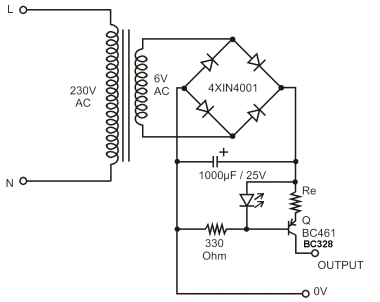 L
230V
AC
6V
AC
4XIN4001
N
+
1000µF / 25V
Re
Q
BC461
BC328
330
Ohm
OUTPUT
0V